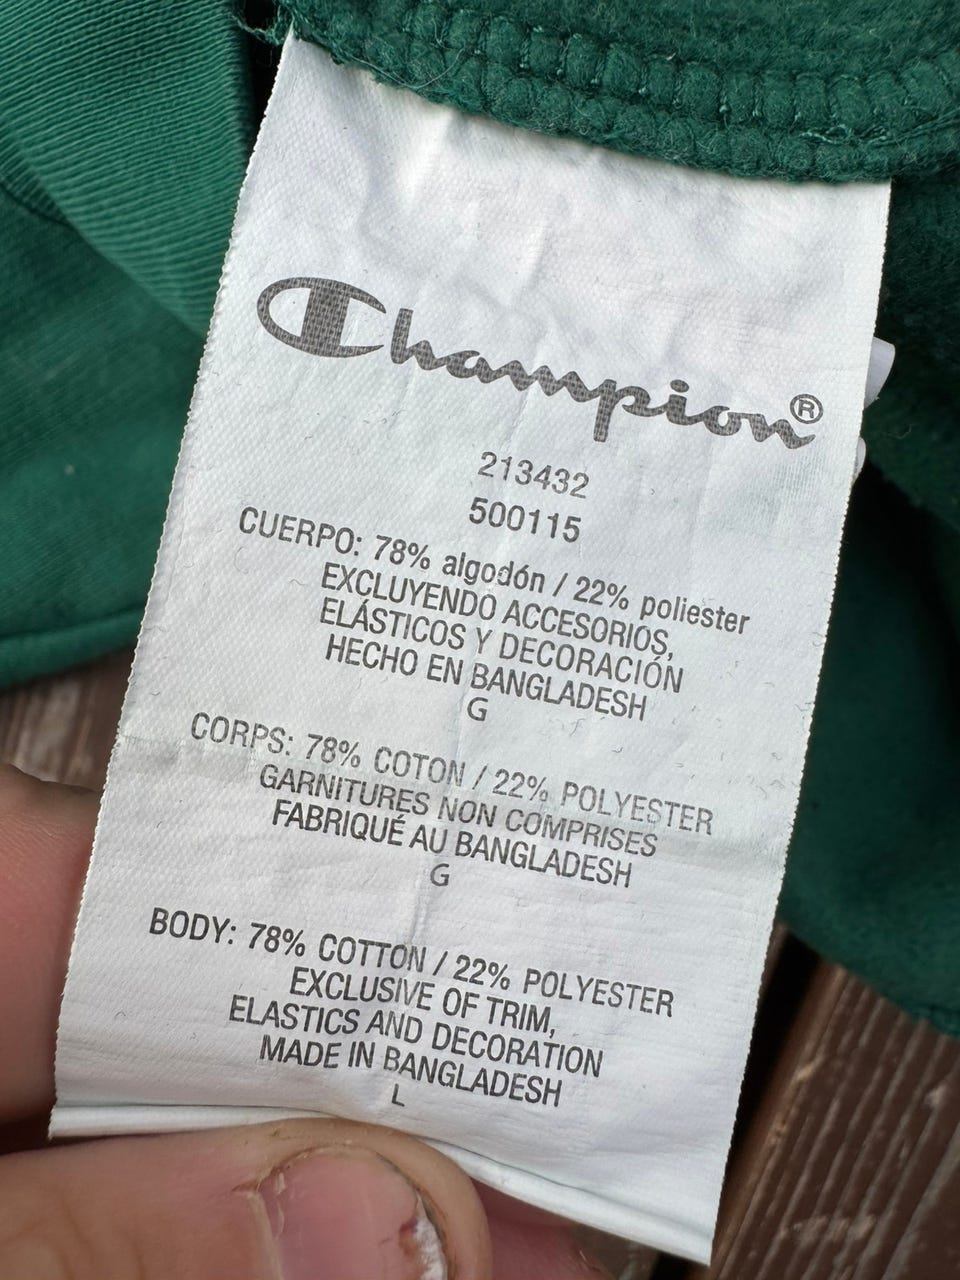 Champion®
213432
500115
CUERPO: 78% algodón / 22% poliester
EXCLUYENDO ACCESORIOS,
ELÁSTICOS Y DECORACIÓN
HECHO EN BANGLADESH
G
CORPS: 78% COTON / 22% POLYESTER
GARNITURES NON COMPRISES
FABRIQUÉ AU BANGLADESH
G
BODY: 78% COTTON / 22% POLYESTER
EXCLUSIVE OF TRIM,
ELASTICS AND DECORATION
MADE IN BANGLADESH
L